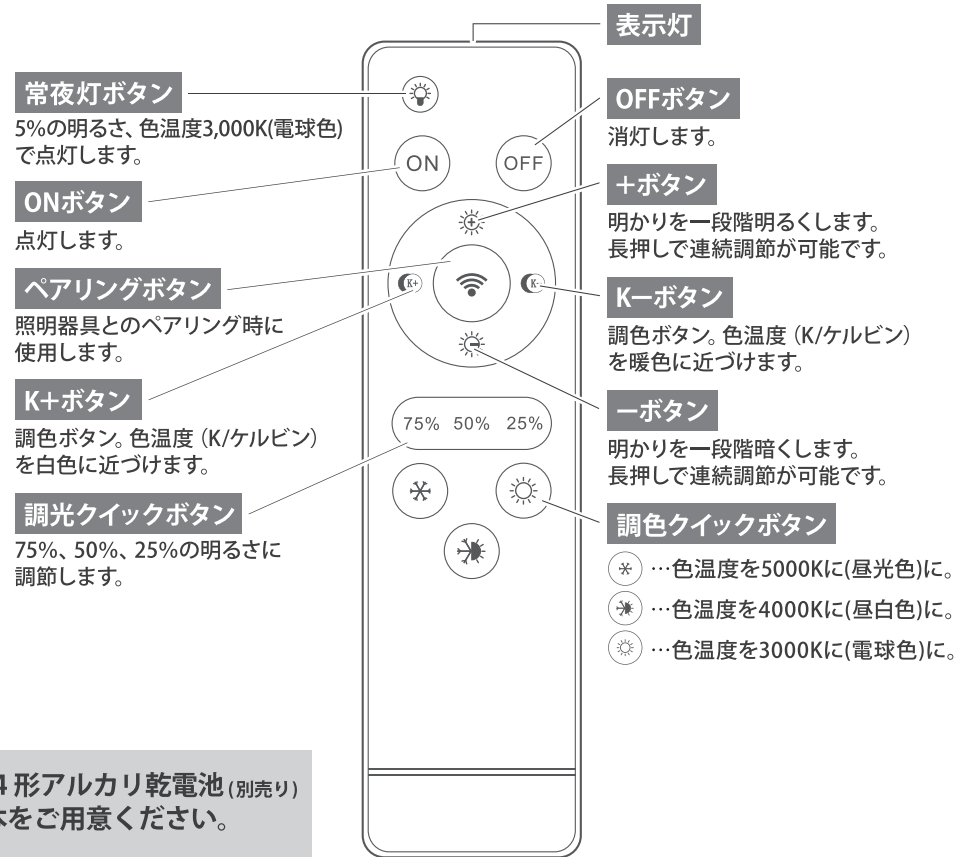 表示灯
常夜灯ボタン
5%の明るさ、色温度3,000K(電球色)
で点灯します。
ONボタン
点灯します。
ペアリングボタン
照明器具とのペアリング時に
使用します。
K+ボタン
調色ボタン。色温度（K/ケルビン）
を白色に近づけます。
調光クイックボタン
75%、50%、25%の明るさに
調節します。
ON
OFF
K+
K-
75% 50% 25%
OFFボタン
消灯します。
+ボタン
明かりを一段階明るくします。
長押しで連続調節が可能です。
Kーボタン
調色ボタン。色温度（K/ケルビン）
を暖色に近づけます。
ーボタン
明かりを一段階暗くします。
長押しで連続調節が可能です。
調色クイックボタン
…色温度を5000Kに(昼光色)に。
…色温度を4000Kに(昼白色)に。
…色温度を3000Kに(電球色)に。
4形アルカリ乾電池(別売り)
本をご用意ください。